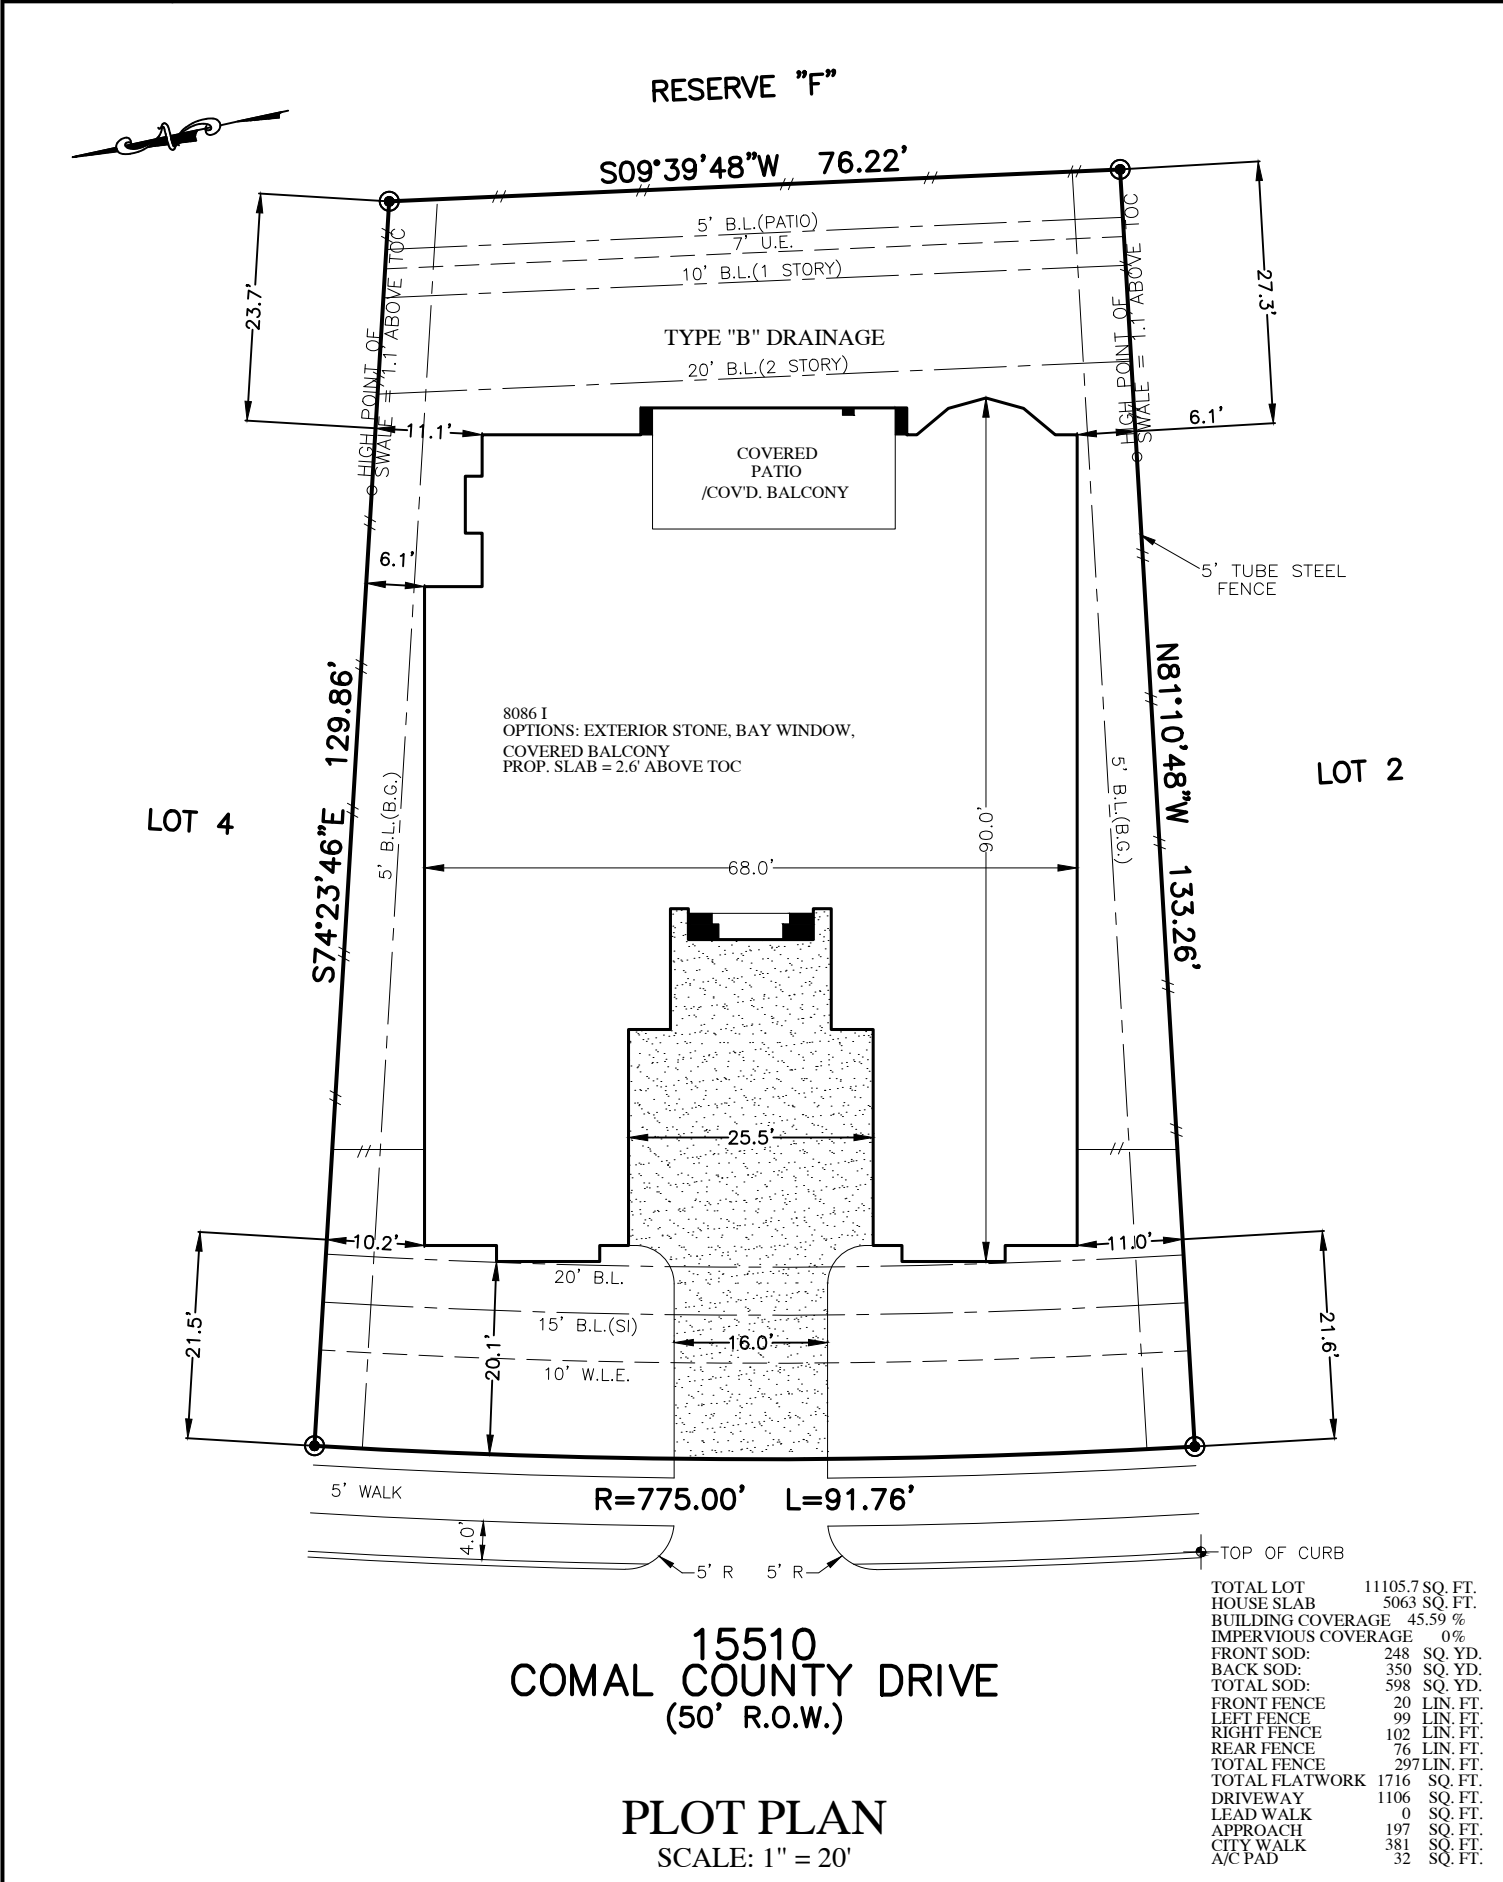 RESERVE "F"
S09°39'48"W 76.22'
5' B.L.(PATIO)
7' U.E.
10' B.L.(1 STORY)
TYPE "B" DRAINAGE
20' B.L.(2 STORY)
23.7'
27.3'
HIGH POINT OF
SWALE = 1.1' ABOVE TOC
HIGH POINT OF
SWALE = 1.1' ABOVE TOC
11.1'
6.1'
COVERED
PATIO
/COV'D. BALCONY
6.1'
5' TUBE STEEL
FENCE
8086 I
OPTIONS: EXTERIOR STONE, BAY WINDOW,
COVERED BALCONY
PROP. SLAB = 2.6' ABOVE TOC
S74°23'46"E 129.86'
N81°10'48"W 133.26'
LOT 4
LOT 2
5' B.L.(B.G.)
5' B.L.(B.G.)
90.0'
68.0'
25.5'
10.2'
11.0'
20' B.L.
15' B.L.(SI)
16.0'
10' W.L.E.
21.5'
20.1'
21.6'
5' WALK
R=775.00' L=91.76'
4.0'
5' R 5' R
TOP OF CURB
15510
COMAL COUNTY DRIVE
(50' R.O.W.)
PLOT PLAN
SCALE: 1" = 20'
TOTAL LOT 11105.7 SQ. FT.
HOUSE SLAB 5063 SQ. FT.
BUILDING COVERAGE 45.59 %
IMPERVIOUS COVERAGE 0%
FRONT SOD: 248 SQ. YD.
BACK SOD: 350 SQ. YD.
TOTAL SOD: 598 SQ. YD.
FRONT FENCE 20 LIN. FT.
LEFT FENCE 99 LIN. FT.
RIGHT FENCE 102 LIN. FT.
REAR FENCE 76 LIN. FT.
TOTAL FENCE 297 LIN. FT.
TOTAL FLATWORK 1716 SQ. FT.
DRIVEWAY 1106 SQ. FT.
LEAD WALK 0 SQ. FT.
APPROACH 197 SQ. FT.
CITY WALK 381 SQ. FT.
A/C PAD 32 SQ. FT.